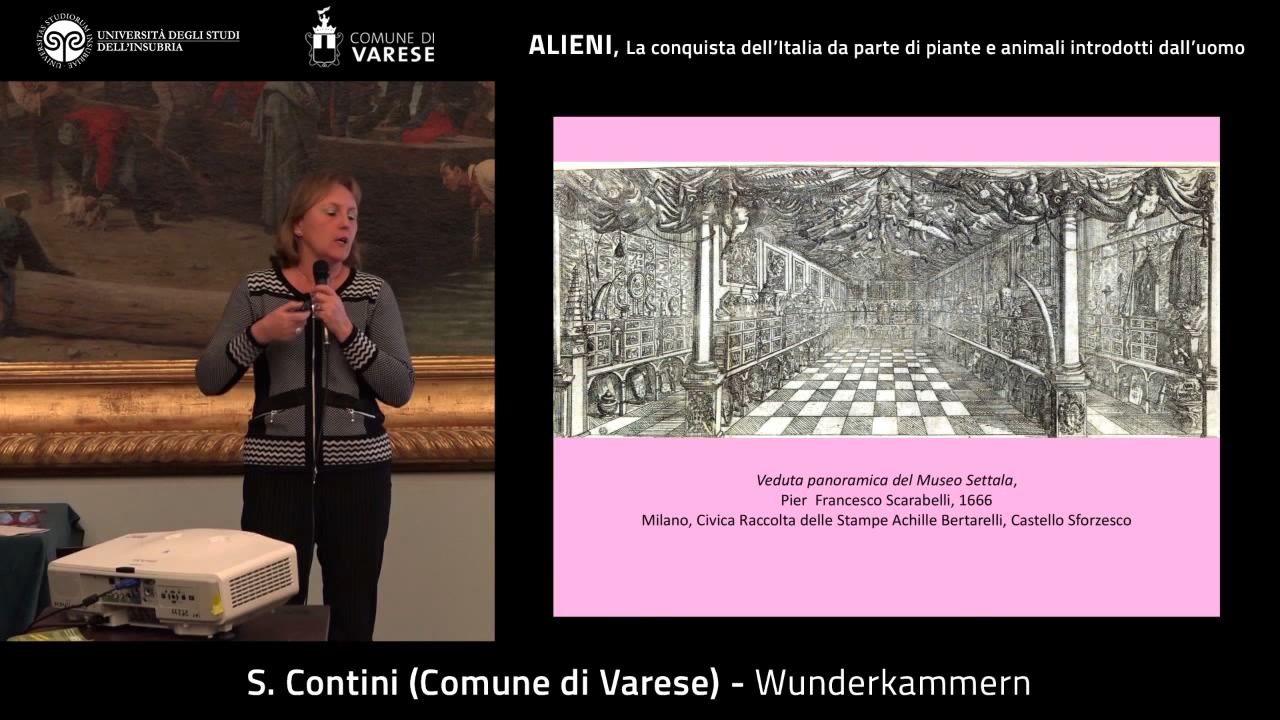 UNIVERSITÀ DEGLI STUDI
DELL'INSUBRIA
COMUNE DI
VARESE
ALIENI, La conquista dell'Italia da parte di piante e animali introdotti dall'uomo
Veduta panoramica del Museo Settala,
Pier Francesco Scarabelli, 1666
Milano, Civica Raccolta delle Stampe Achille Bertarelli, Castello Sforzesco
S. Contini (Comune di Varese) - Wunderkammern